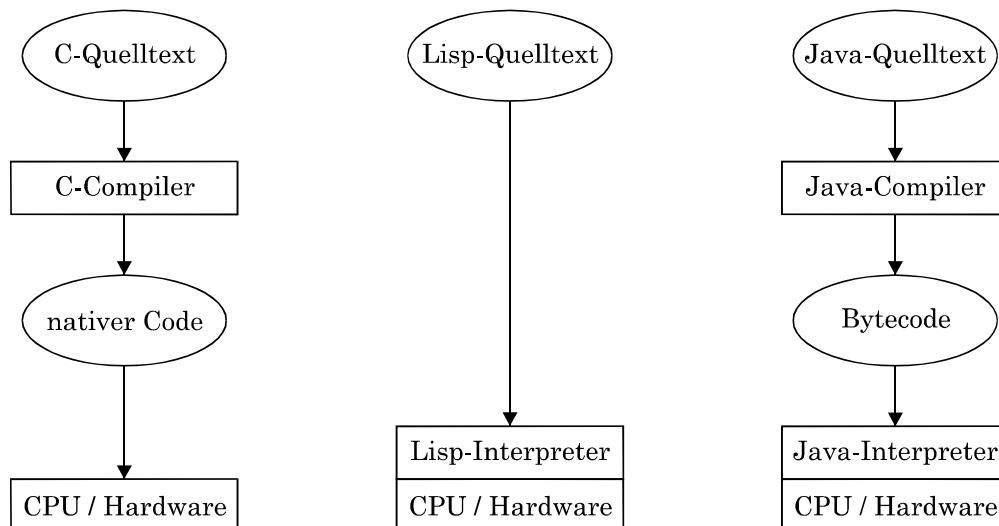 C-Quelltext
Lisp-Quelltext
Java-Quelltext
C-Compiler
Java-Compiler
nativer Code
Bytecode
Lisp-Interpreter
Java-Interpreter
CPU / Hardware
CPU / Hardware
CPU / Hardware